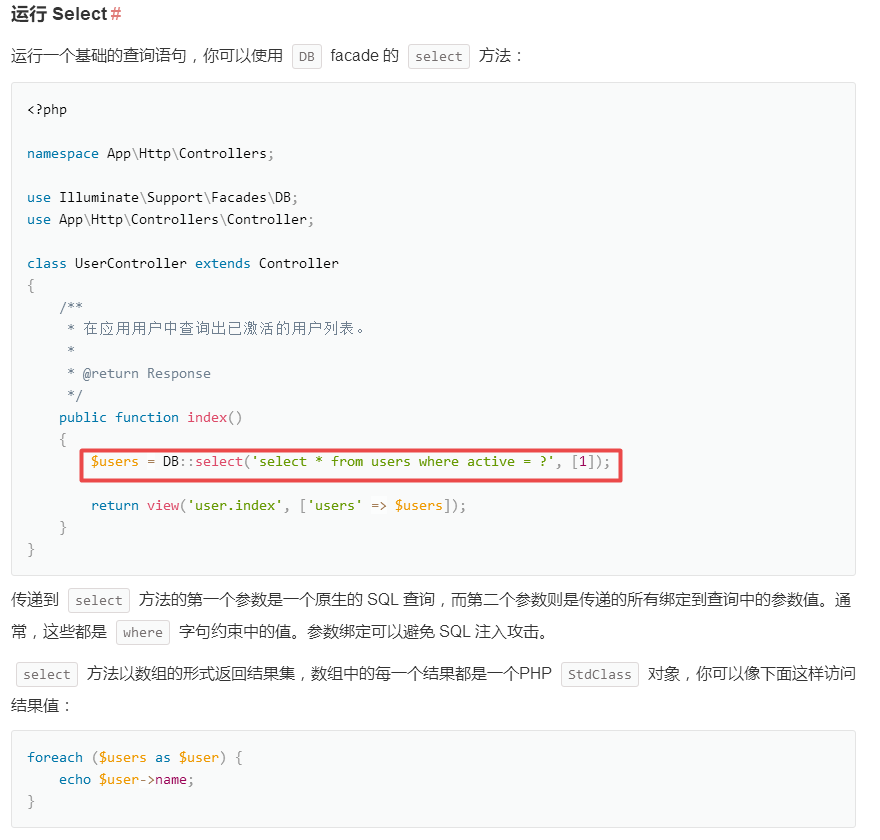 运行 Select#
运行一个基础的查询语句，你可以使用 DB facade 的 select 方法：
<?php
namespace App\Http\Controllers;
use Illuminate\Support\Facades\DB;
use App\Http\Controllers\Controller;
class UserController extends Controller
{
    /**
     * 在应用用户中查询出已激活的用户列表。
     *
     * @return Response
     */
    public function index()
    {
        $users = DB::select('select * from users where active = ?', [1]);
        return view('user.index', ['users' => $users]);
    }
}
传递到 select 方法的第一个参数是一个原生的 SQL 查询，而第二个参数则是传递的所有绑定到查询中的参数值。通
常，这些都是 where 字句约束中的值。参数绑定可以避免 SQL 注入攻击。
select 方法以数组的形式返回结果集，数组中的每一个结果都是一个PHP StdClass 对象，你可以像下面这样访问
结果值：
foreach ($users as $user) {
    echo $user->name;
}